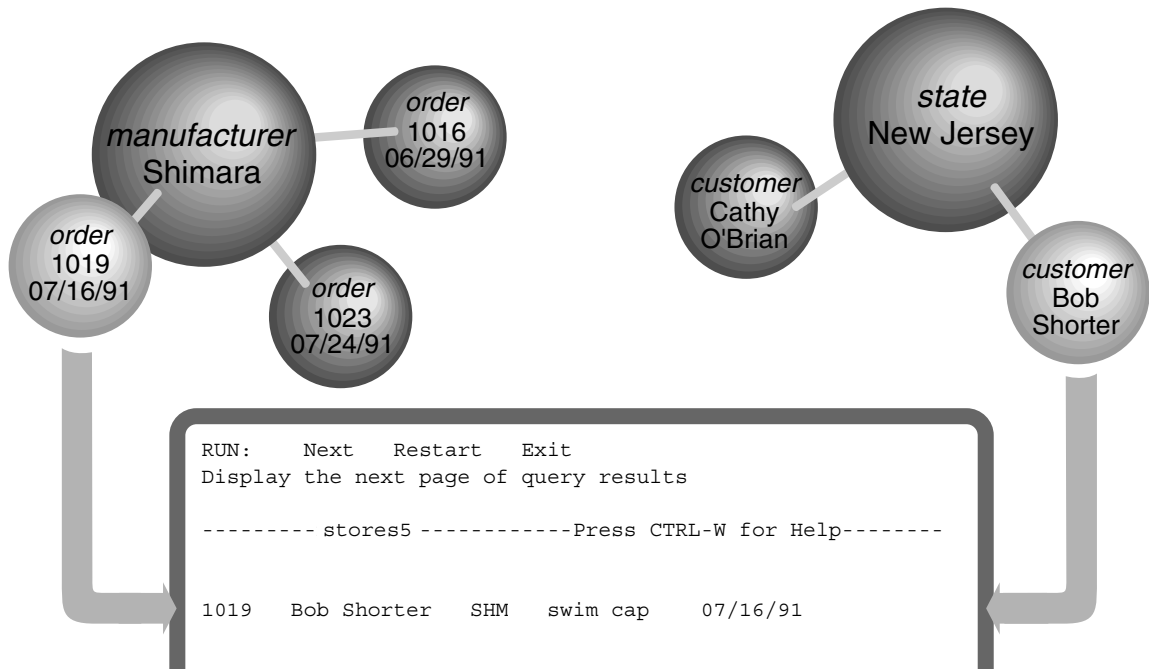 manufacturer
Shimara
order
1016
06/29/91
order
1019
07/16/91
order
1023
07/24/91
state
New Jersey
customer
Cathy
O'Brian
customer
Bob
Shorter
RUN: Next Restart Exit
Display the next page of query results
--------- stores5 ------------Press CTRL-W for Help--------
1019 Bob Shorter SHM swim cap 07/16/91